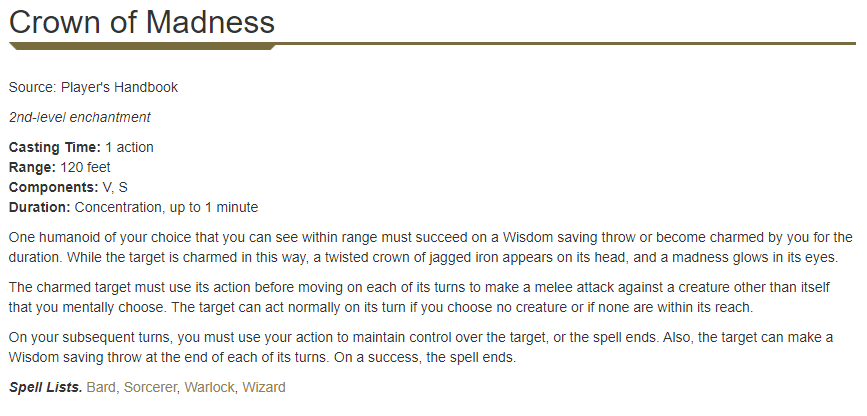 Crown of Madness
Source: Player's Handbook
2nd-level enchantment
Casting Time: 1 action
Range: 120 feet
Components: V, S
Duration: Concentration, up to 1 minute
One humanoid of your choice that you can see within range must succeed on a Wisdom saving throw or become charmed by you for the
duration. While the target is charmed in this way, a twisted crown of jagged iron appears on its head, and a madness glows in its eyes.
The charmed target must use its action before moving on each of its turns to make a melee attack against a creature other than itself
that you mentally choose. The target can act normally on its turn if you choose no creature or if none are within its reach.
On your subsequent turns, you must use your action to maintain control over the target, or the spell ends. Also, the target can make a
Wisdom saving throw at the end of each of its turns. On a success, the spell ends.
Spell Lists. Bard, Sorcerer, Warlock, Wizard